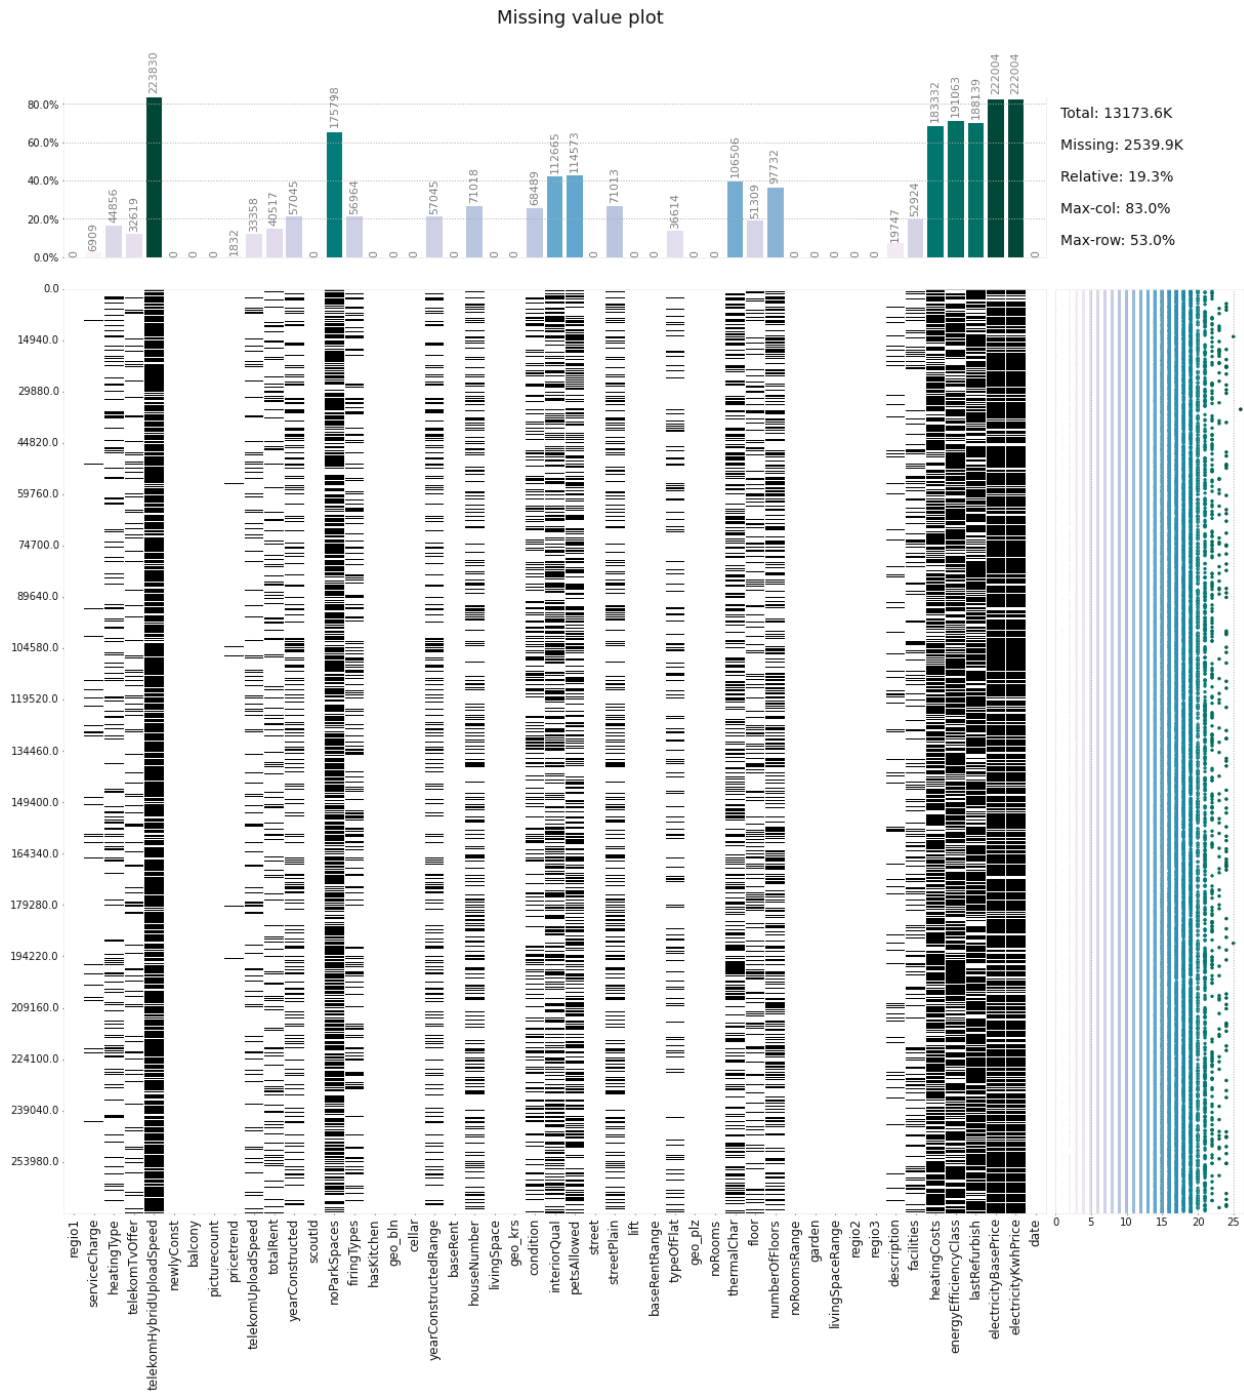 Missing value plot
0
6909
44856
32619
223830
0
0
0
1832
33358
40517
57045
0
175798
56964
0
0
0
57045
0
71018
0
0
68489
112665
114573
0
71013
0
0
36614
0
0
106506
51309
97732
0
0
0
0
0
19747
52924
183332
191063
188139
222004
222004
0
80.0%
60.0%
40.0%
20.0%
0.0%
Total: 13173.6K
Missing: 2539.9K
Relative: 19.3%
Max-col: 83.0%
Max-row: 53.0%
0.0
14940.0
29880.0
44820.0
59760.0
74700.0
89640.0
104580.0
119520.0
134460.0
149400.0
164340.0
179280.0
194220.0
209160.0
224100.0
239040.0
253980.0
0 5 10 15 20 25
regio1
serviceCharge
heatingType
telekomTvOffer
telekomHybridUploadSpeed
newlyConst
balcony
picturecount
pricetrend
telekomUploadSpeed
totalRent
yearConstructed
scoutId
noParkSpaces
firingTypes
hasKitchen
geo_bln
cellar
yearConstructedRange
baseRent
houseNumber
livingSpace
geo_krs
condition
interiorQual
petsAllowed
street
streetPlain
lift
baseRentRange
typeOfFlat
geo_plz
noRooms
thermalChar
floor
numberOfFloors
noRoomsRange
garden
livingSpaceRange
regio2
regio3
description
facilities
heatingCosts
energyEfficiencyClass
lastRefurbish
electricityBasePrice
electricityKwhPrice
date